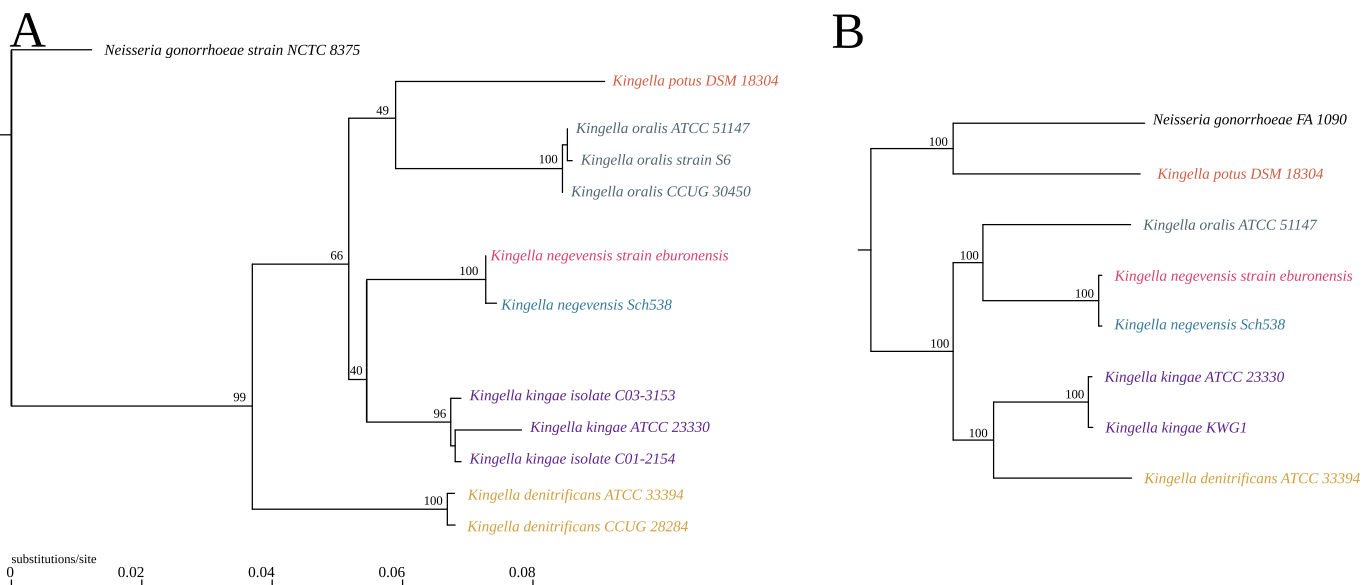 A
Neisseria gonorrhoeae strain NCTC 8375
Kingella potus DSM 18304
49
Kingella oralis ATCC 51147
100
Kingella oralis strain S6
Kingella oralis CCUG 30450
66
Kingella negevensis strain eburonensis
100
Kingella negevensis Sch538
40
Kingella kingae isolate C03-3153
99
96
Kingella kingae ATCC 23330
Kingella kingae isolate C01-2154
Kingella denitrificans ATCC 33394
100
Kingella denitrificans CCUG 28284
substitutions/site
0 0.02 0.04 0.06 0.08
B
Neisseria gonorrhoeae FA 1090
100
Kingella potus DSM 18304
Kingella oralis ATCC 51147
100
Kingella negevensis strain eburonensis
100
Kingella negevensis Sch538
100
Kingella kingae ATCC 23330
100
Kingella kingae KWG1
100
Kingella denitrificans ATCC 33394